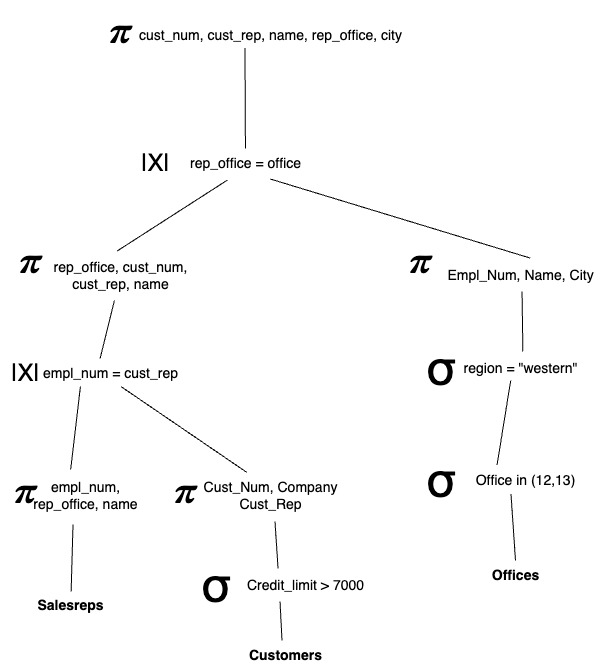 π cust_num, cust_rep, name, rep_office, city
|X| rep_office = office
π rep_office, cust_num,
cust_rep, name
π Empl_Num, Name, City
|X| empl_num = cust_rep
σ region = "western"
π empl_num,
rep_office, name
π Cust_Num, Company
Cust_Rep
σ Office in (12,13)
Salesreps
σ Credit_limit > 7000
Offices
Customers